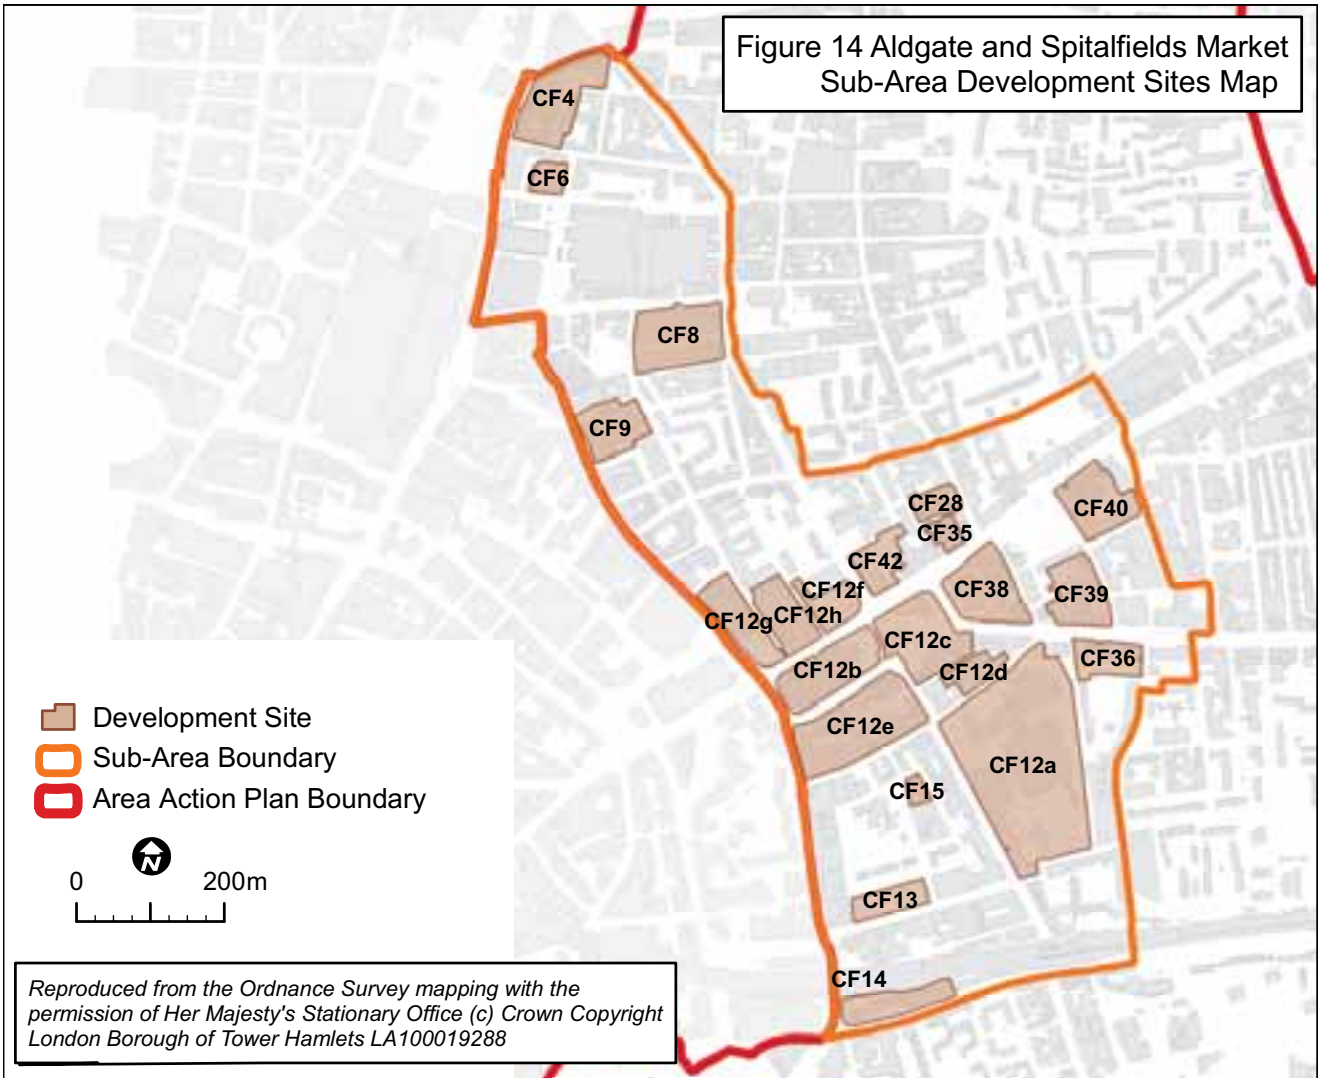 Figure 14 Aldgate and Spitalfields Market
Sub-Area Development Sites Map
CF4
CF6
CF8
CF9
CF28
CF35
CF40
CF42
CF12f
CF38
CF39
CF12g
CF12h
CF12c
CF12b
CF12d
CF36
CF12e
CF12a
CF15
CF13
CF14
Development Site
Sub-Area Boundary
Area Action Plan Boundary
N
0 200m
Reproduced from the Ordnance Survey mapping with the
permission of Her Majesty's Stationary Office (c) Crown Copyright
London Borough of Tower Hamlets LA100019288